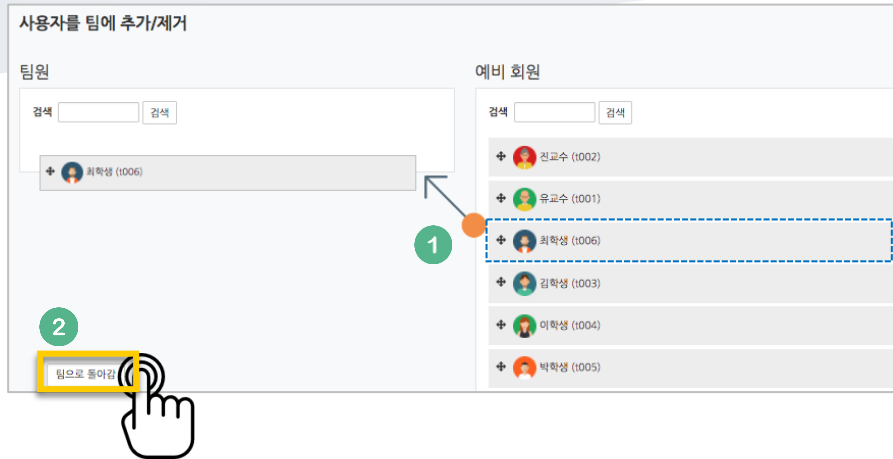 사용자를 팀에 추가/제거
팀원
검색 검색
최학생 (t006)
예비 회원
검색 검색
진교수 (t002)
유교수 (t001)
최학생 (t006)
김학생 (t003)
이학생 (t004)
박학생 (t005)
1
2
팀으로 돌아감